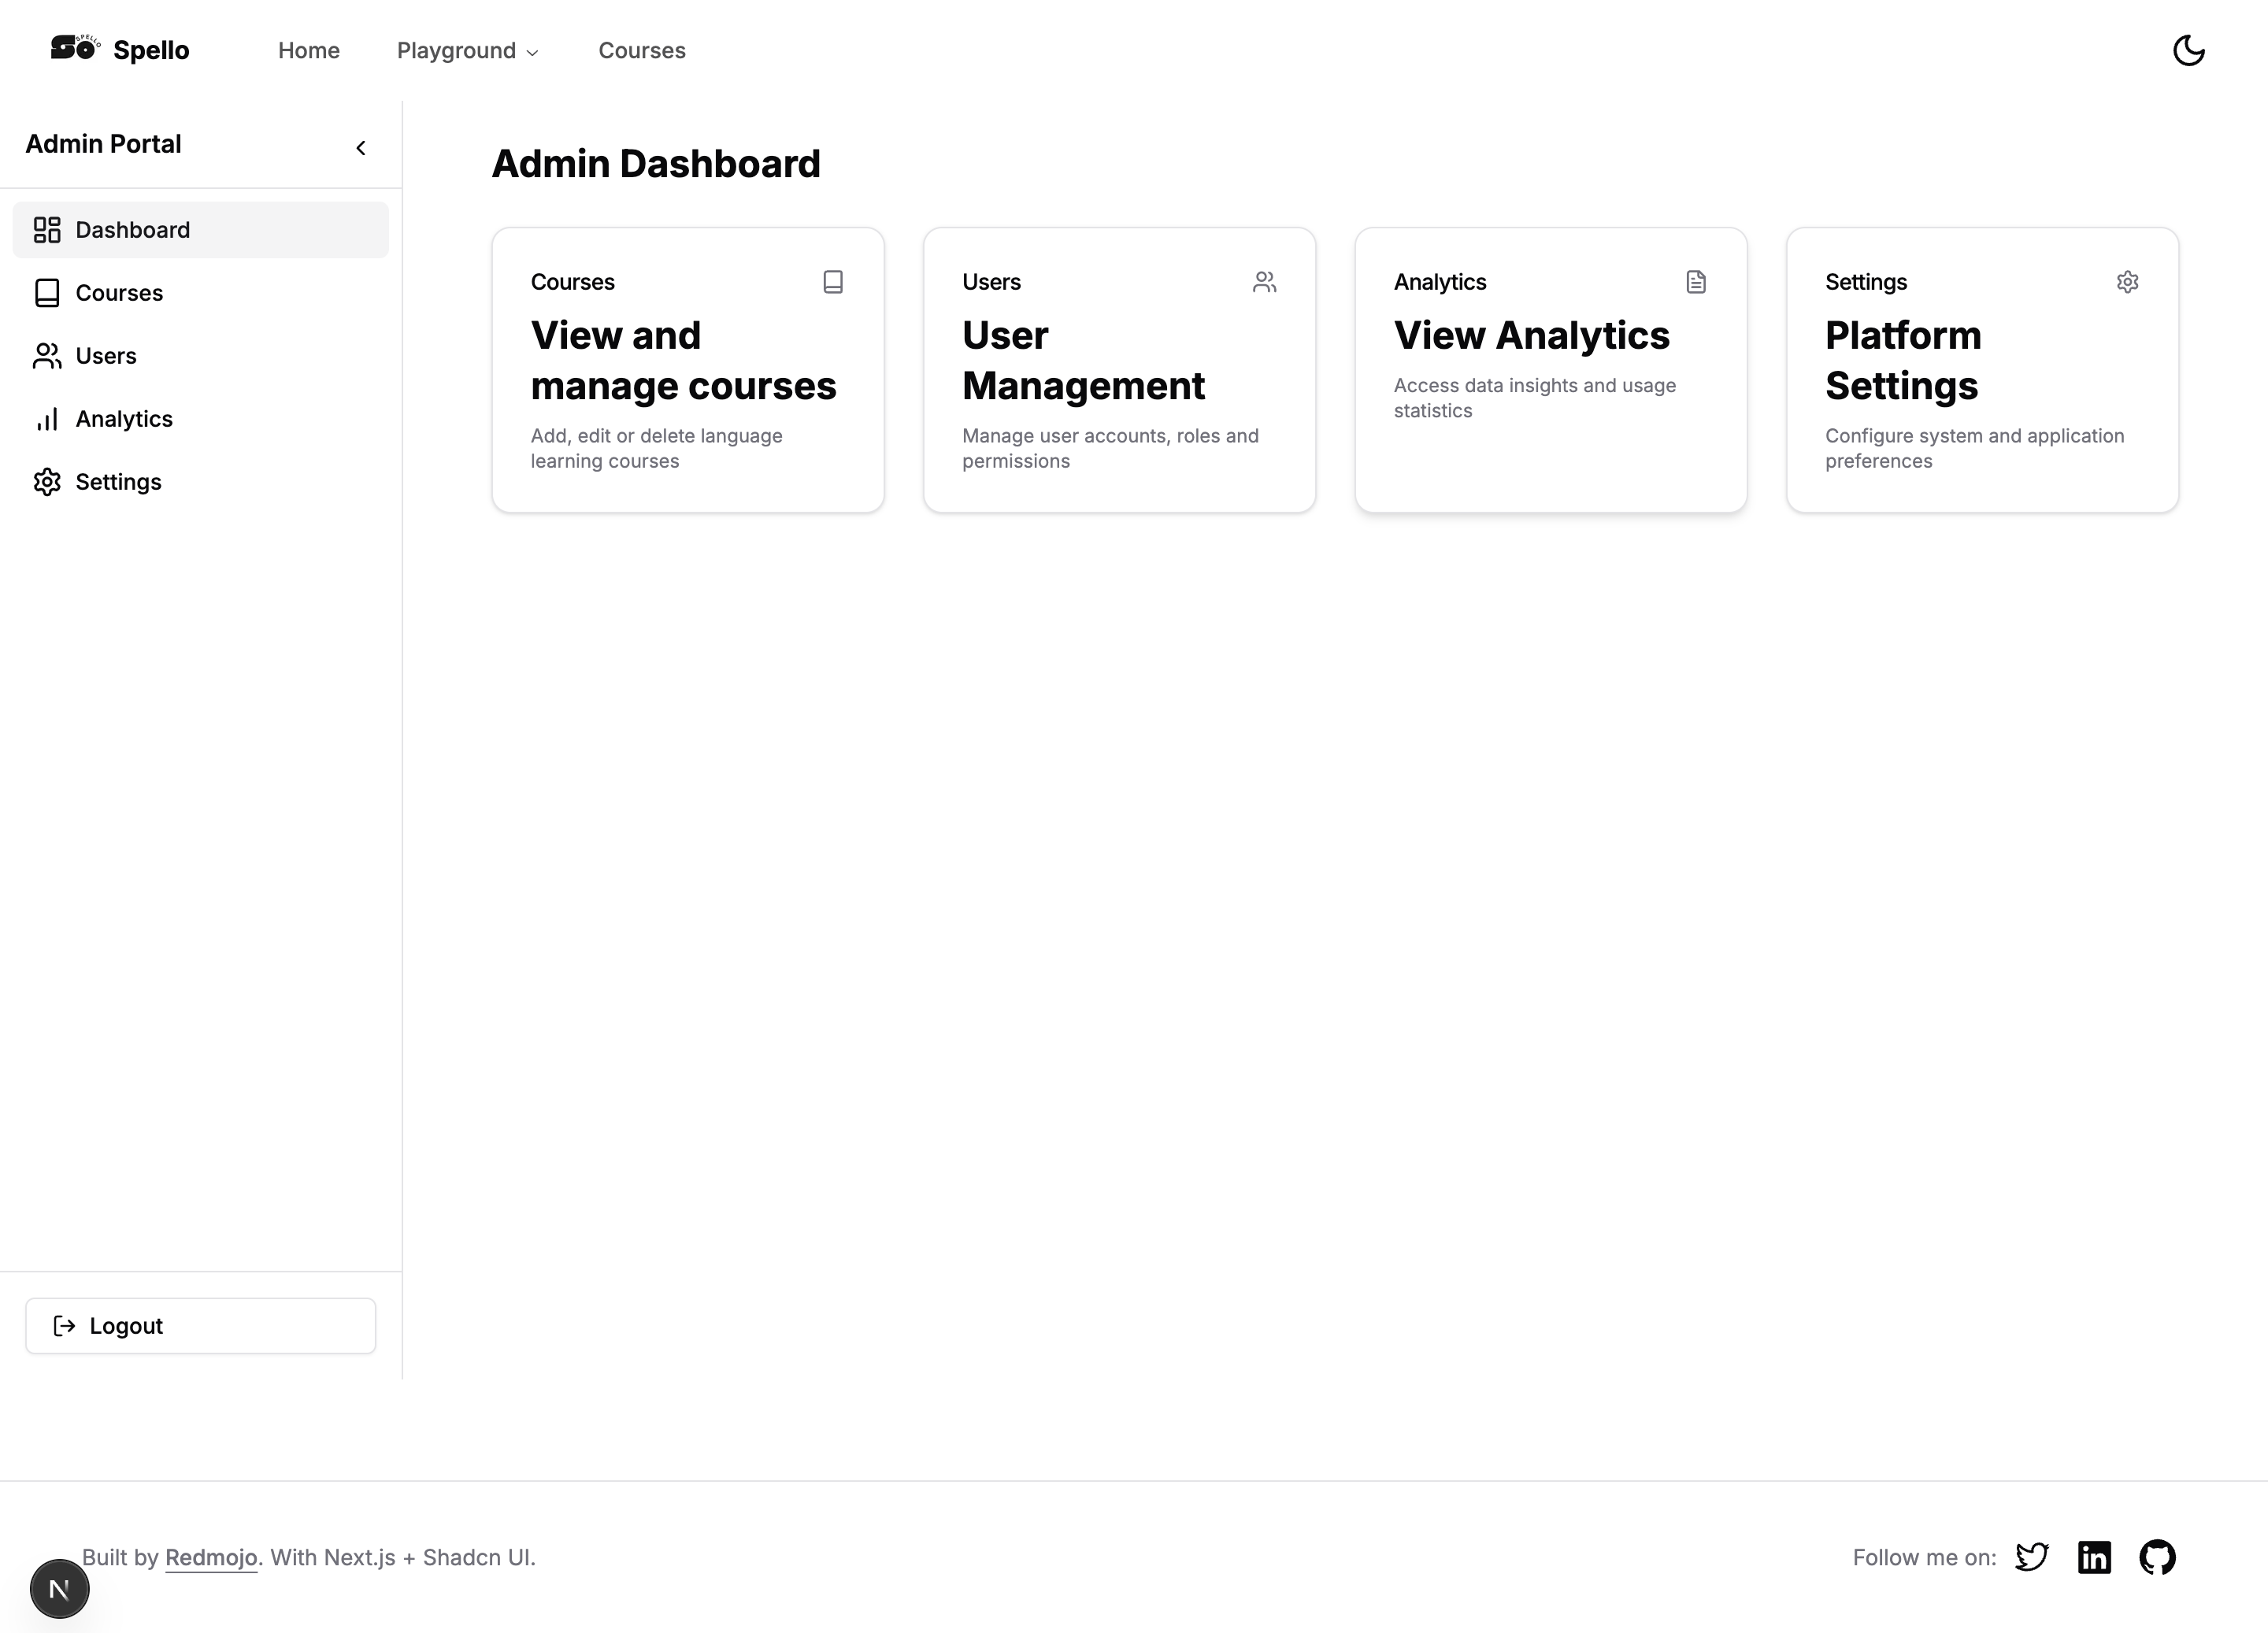 SPELLO
Spello
Home
Playground
Courses
Admin Portal
Admin Dashboard
Dashboard
Courses
Users
Analytics
Settings
Courses
View and
manage courses
Add, edit or delete language
learning courses
Users
User
Management
Manage user accounts, roles and
permissions
Analytics
View Analytics
Access data insights and usage
statistics
Settings
Platform
Settings
Configure system and application
preferences
Logout
Built by Redmojo. With Next.js + Shadcn UI.
Follow me on:
in
N